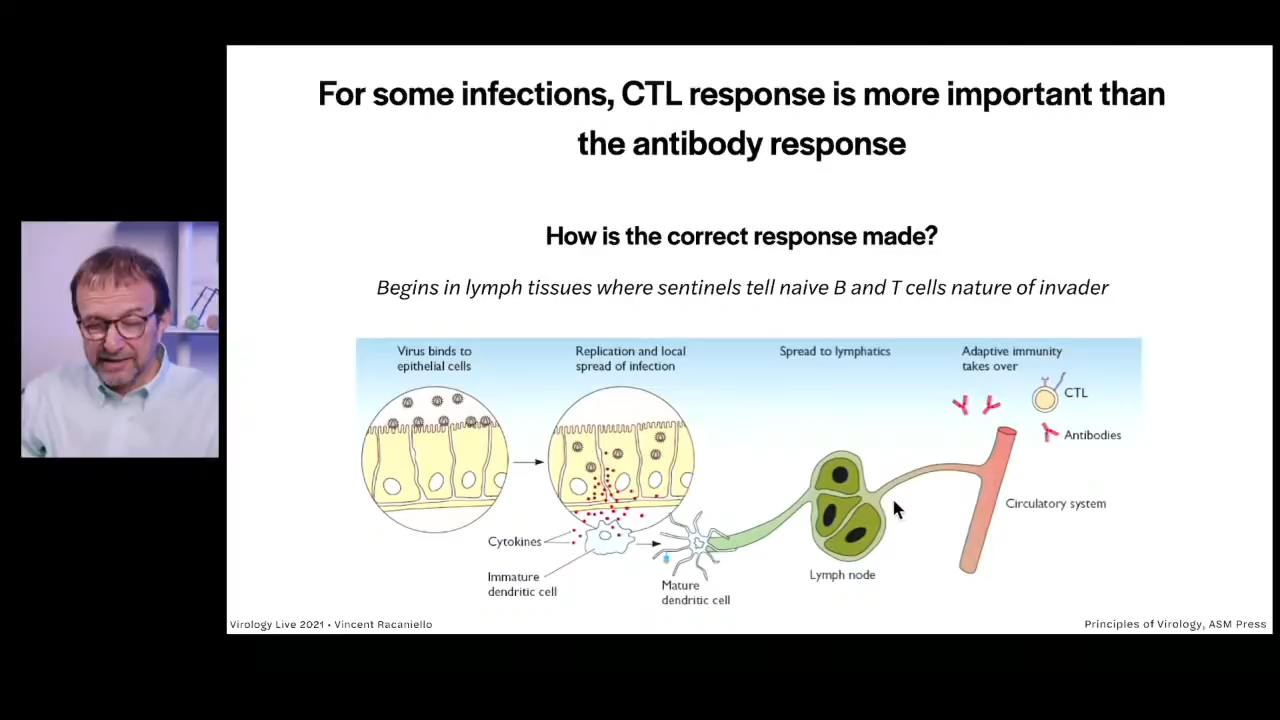 For some infections, CTL response is more important than
the antibody response
How is the correct response made?
Begins in lymph tissues where sentinels tell naive B and T cells nature of invader
Virus binds to
epithelial cells
Replication and local
spread of infection
Spread to lymphatics
Adaptive immunity
takes over
CTL
Antibodies
Circulatory system
Cytokines
Immature
dendritic cell
Mature
dendritic cell
Lymph node
Virology Live 2021 • Vincent Racaniello
Principles of Virology, ASM Press